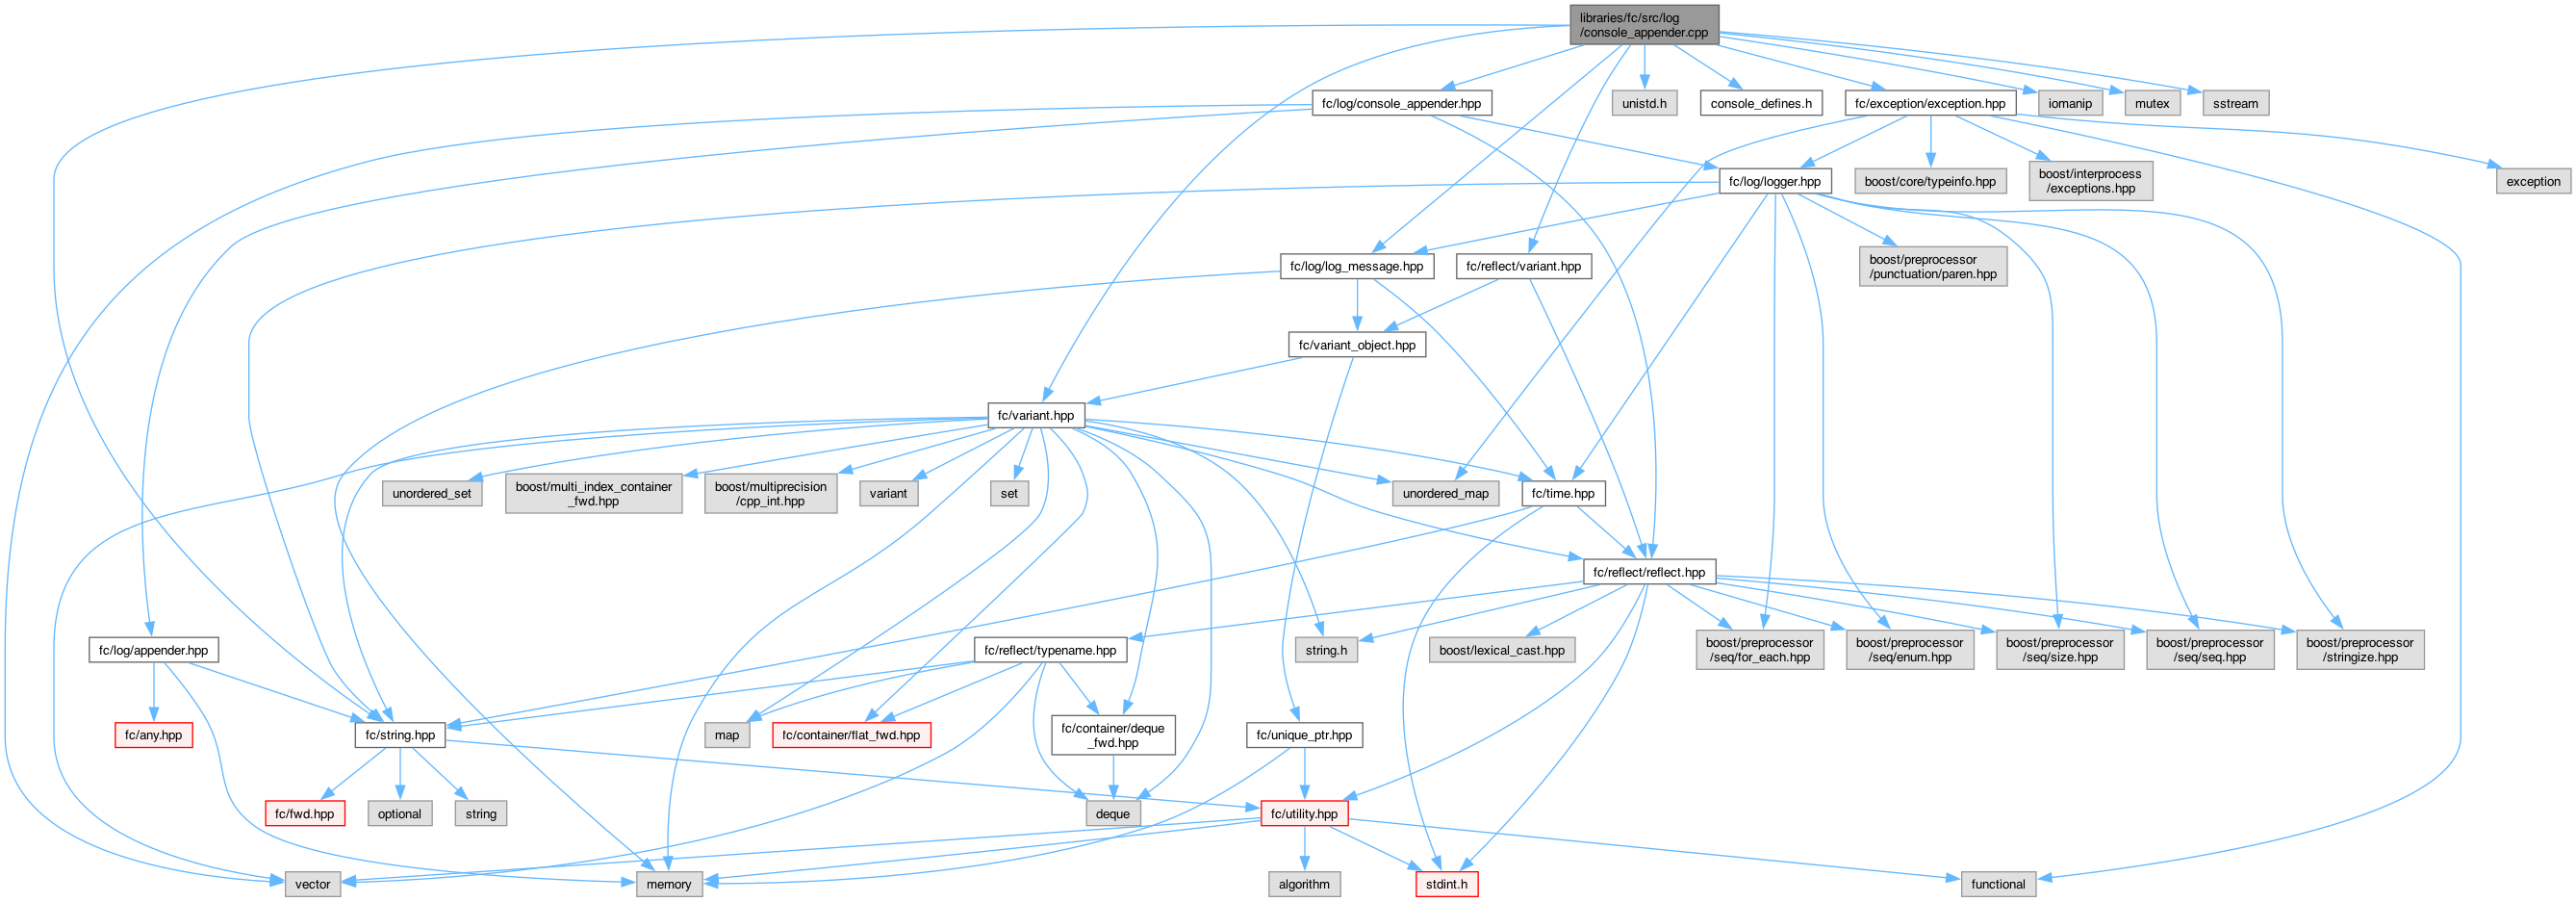 libraries/fc/src/log
/console_appender.cpp
fc/log/console_appender.hpp
unistd.h
console_defines.h
fc/exception/exception.hpp
iomanip
mutex
sstream
fc/log/logger.hpp
boost/core/typeinfo.hpp
boost/interprocess
/exceptions.hpp
exception
fc/log/log_message.hpp
fc/reflect/variant.hpp
boost/preprocessor
/punctuation/paren.hpp
fc/variant_object.hpp
fc/variant.hpp
unordered_set
boost/multi_index_container
_fwd.hpp
boost/multiprecision
/cpp_int.hpp
variant
set
unordered_map
fc/time.hpp
fc/reflect/reflect.hpp
fc/log/appender.hpp
fc/reflect/typename.hpp
string.h
boost/lexical_cast.hpp
boost/preprocessor
/seq/for_each.hpp
boost/preprocessor
/seq/enum.hpp
boost/preprocessor
/seq/size.hpp
boost/preprocessor
/seq/seq.hpp
boost/preprocessor
/stringize.hpp
fc/any.hpp
fc/string.hpp
map
fc/container/flat_fwd.hpp
fc/container/deque
_fwd.hpp
fc/unique_ptr.hpp
fc/fwd.hpp
optional
string
deque
fc/utility.hpp
vector
memory
algorithm
stdint.h
functional